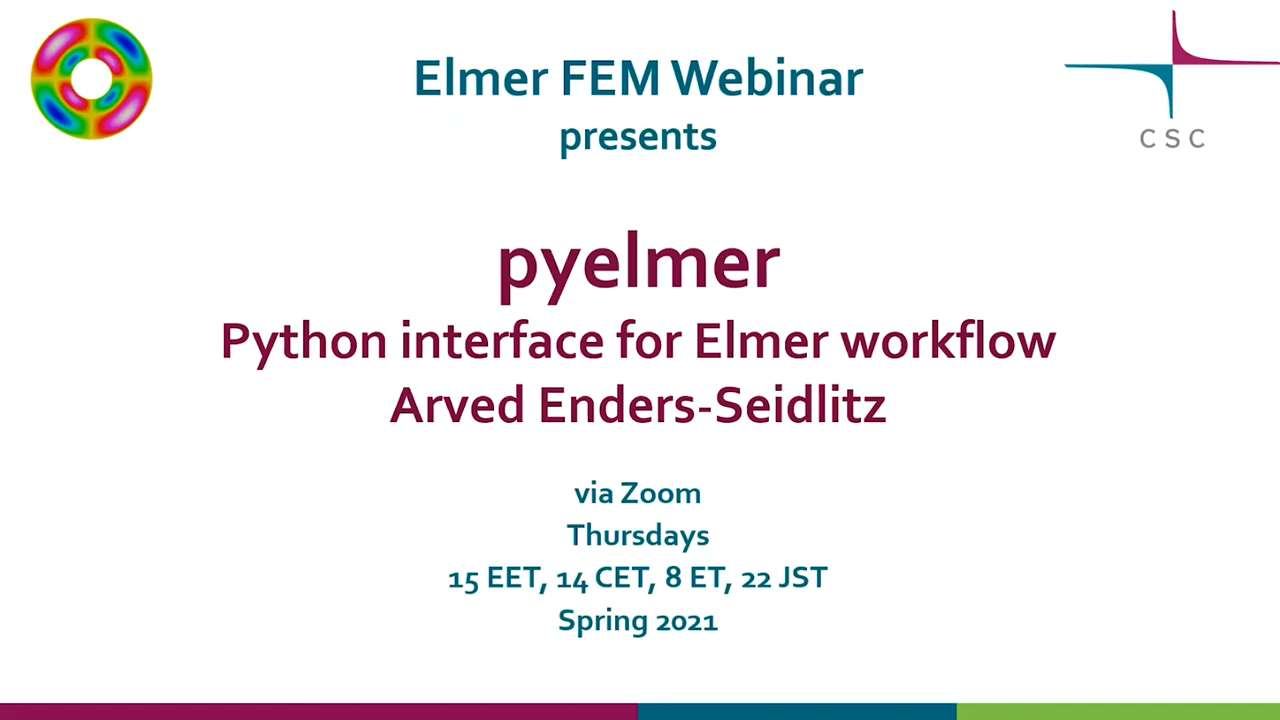 Elmer FEM Webinar
presents
CSC
pyelmer
Python interface for Elmer workflow
Arved Enders-Seidlitz
via Zoom
Thursdays
15 EET, 14 CET, 8 ET, 22 JST
Spring 2021